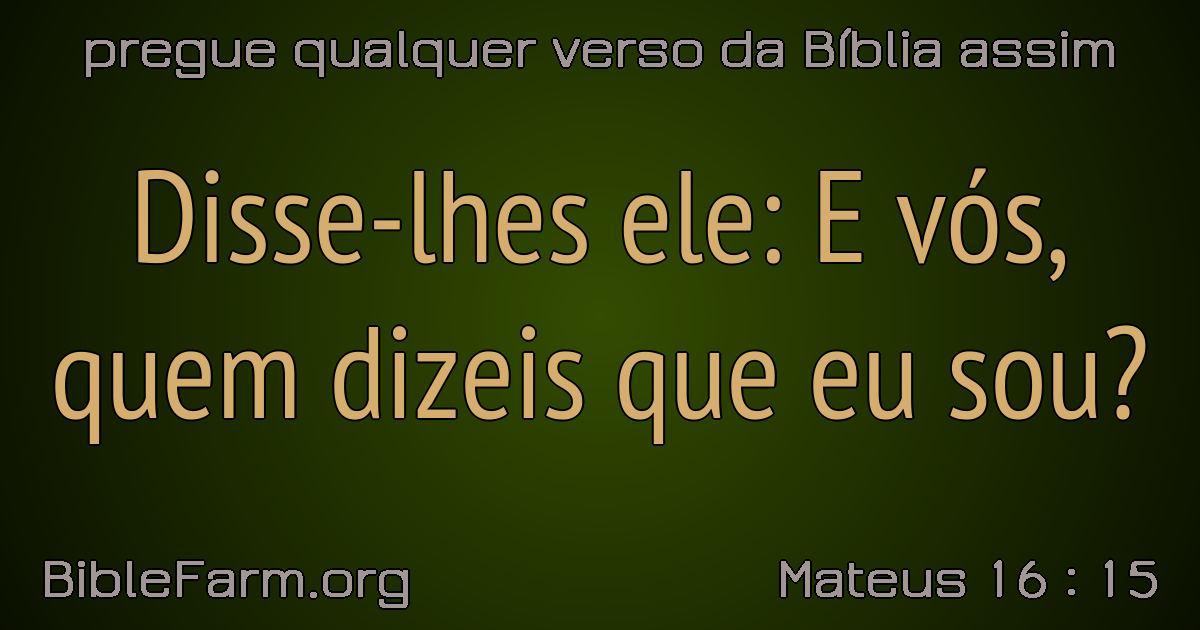 pregue qualquer verso da Bíblia assim
Disse-lhes ele: E vós,
quem dizeis que eu sou?
BibleFarm.org
Mateus 16 : 15